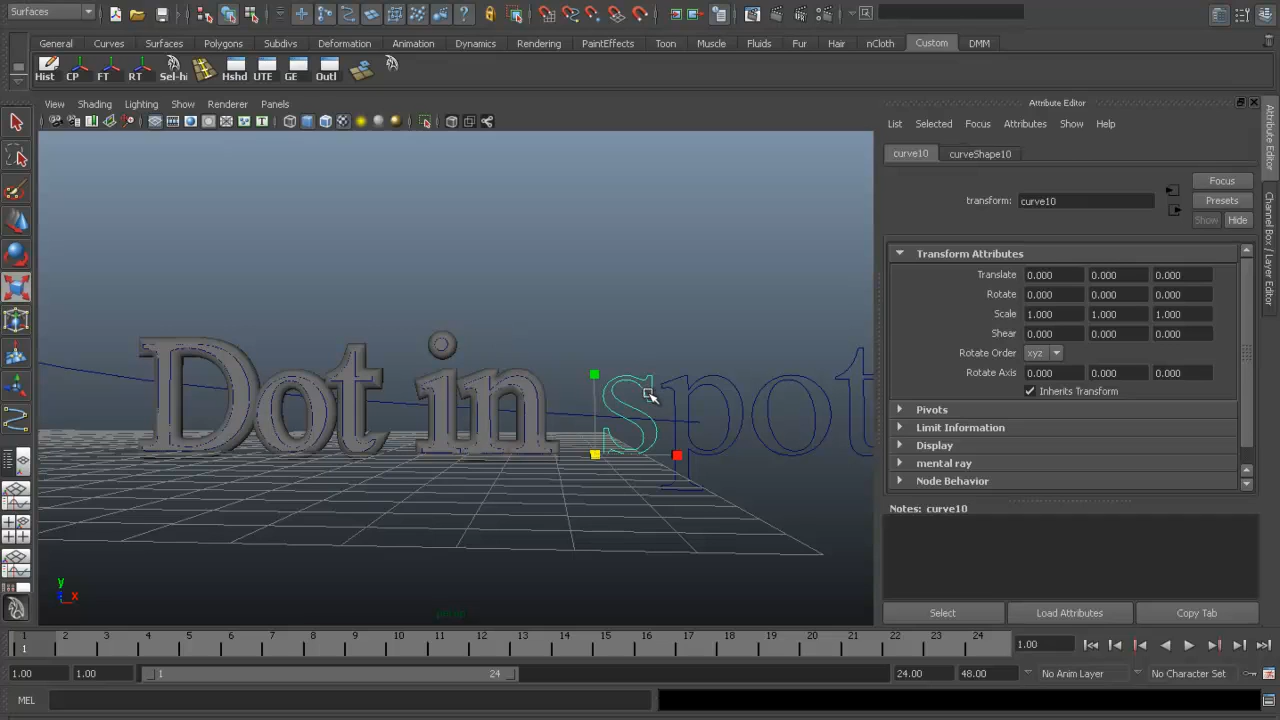 Surfaces
General Curves Surfaces Polygons Subdivs Deformation Animation Dynamics Rendering PaintEffects Toon Muscle Fluids Fur Hair nCloth Custom DMM
Hist CP FT RT Sel-hi Hshd UTE GE Outl
View Shading Lighting Show Renderer Panels
Attribute Editor
List Selected Focus Attributes Show Help
curve10 curveShape10
Focus
transform: curve10 Presets
Show Hide
Transform Attributes
Translate 0.000 0.000 0.000
Rotate 0.000 0.000 0.000
Scale 1.000 1.000 1.000
Shear 0.000 0.000 0.000
Rotate Order xyz
Rotate Axis 0.000 0.000 0.000
Inherits Transform
Pivots
Limit Information
Display
mental ray
Node Behavior
Notes: curve10
Select Load Attributes Copy Tab
Attribute Editor
Channel Box / Layer Editor
Dot in spot
y
x
persp
1 2 3 4 5 6 7 8 9 10 11 12 13 14 15 16 17 18 19 20 21 22 23 24
1 1.00
1.00 1.00 1 24 24.00 48.00 No Anim Layer No Character Set
MEL